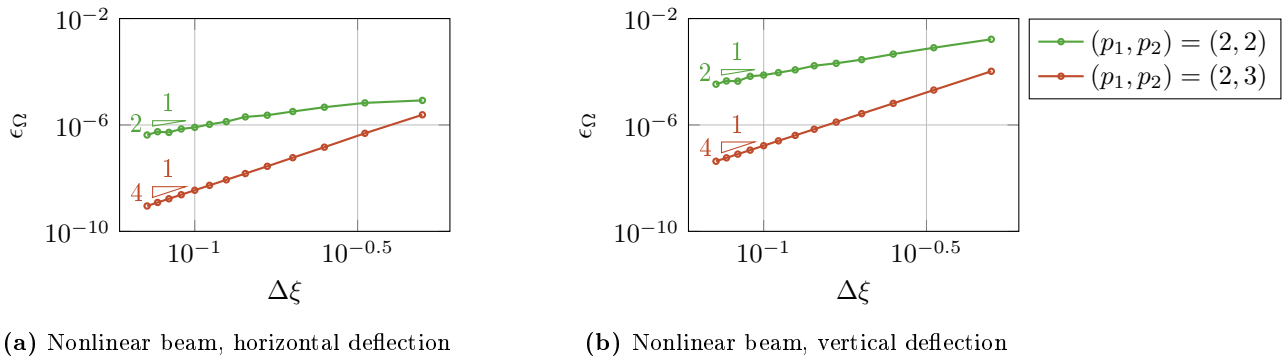 10^{-2}
10^{-6}
10^{-10}
ϵ_Ω
2
1
4
1
10^{-1}
10^{-0.5}
Δξ
(a) Nonlinear beam, horizontal deflection
10^{-2}
10^{-6}
10^{-10}
ϵ_Ω
2
1
4
1
10^{-1}
10^{-0.5}
Δξ
(b) Nonlinear beam, vertical deflection
(p_1, p_2) = (2, 2)
(p_1, p_2) = (2, 3)